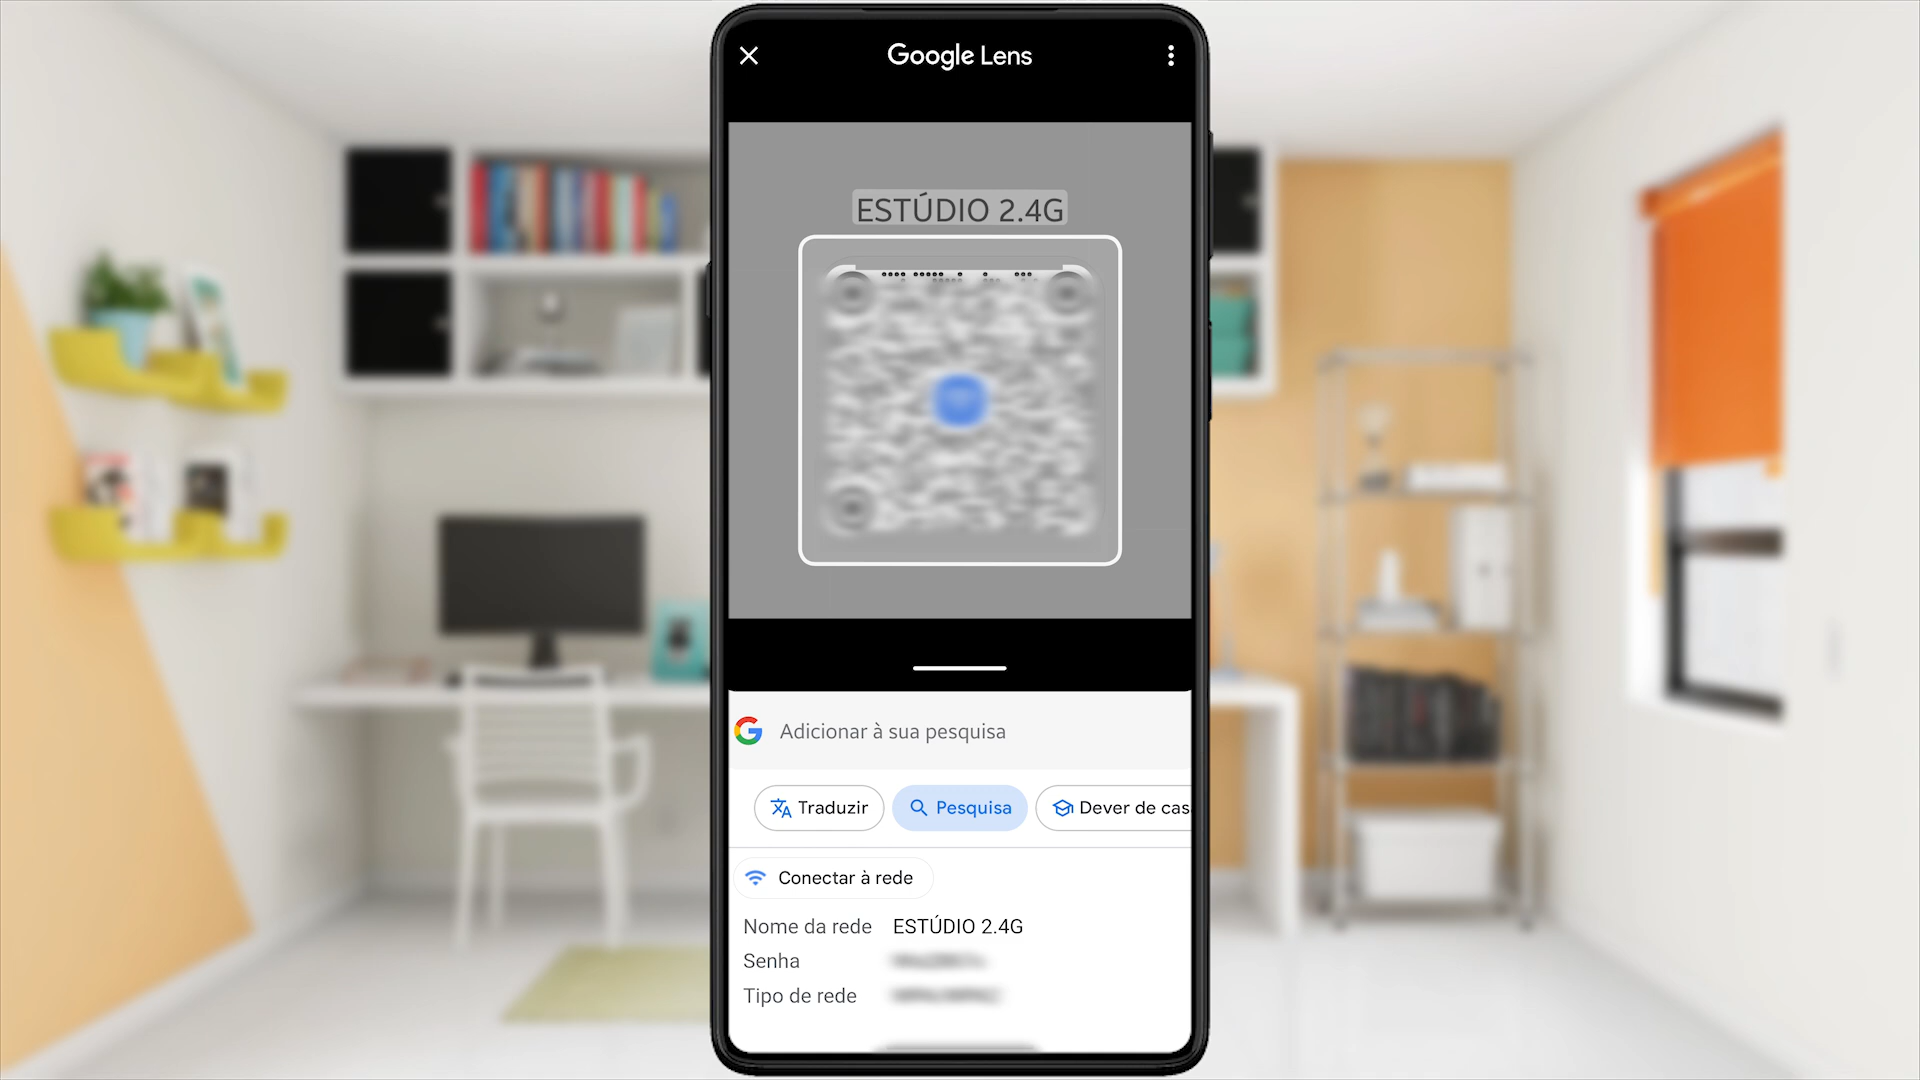 Google Lens
ESTÚDIO 2.4G
Adicionar à sua pesquisa
Traduzir
Pesquisa
Dever de cas
Conectar à rede
Nome da rede ESTÚDIO 2.4G
Senha
Tipo de rede